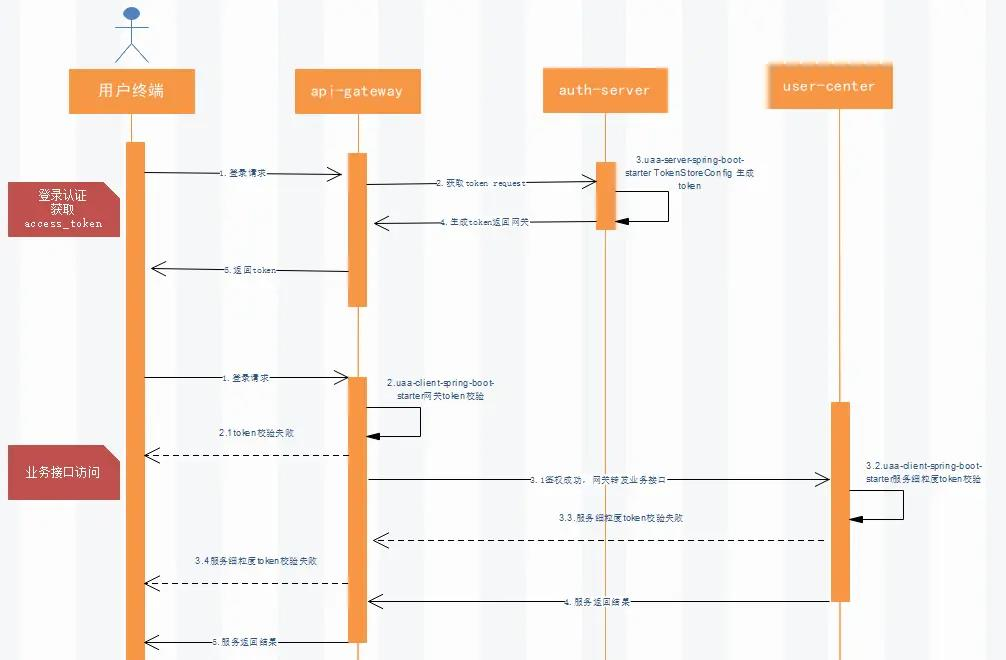 用户终端
api-gateway
auth-server
user-center
登录认证
获取
access_token
1. 登录请求
2. 获取token request
3.uaa-server-spring-boot-
starter TokenStoreConfig 生成
token
4. 生成token返回网关
5.返回token
业务接口访问
1. 登录请求
2.uaa-client-spring-boot-
starter网关token校验
2.1token校验失败
3.1签权成功，网关转发业务接口
3.2.uaa-client-spring-boot-
starter服务细粒度token校验
3.3.服务细粒度token校验失败
3.4服务细粒度token校验失败
4. 服务返回结果
5.服务返回结果